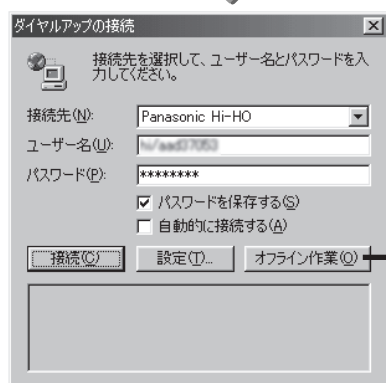 ダイヤルアップの接続
接続先を選択して、ユーザー名とパスワードを入
力してください。
接続先(N):
Panasonic Hi-HO
ユーザー名(U):
パスワード(P):
********
パスワードを保存する(S)
自動的に接続する(A)
接続(C)
設定(T)...
オフライン作業(O)